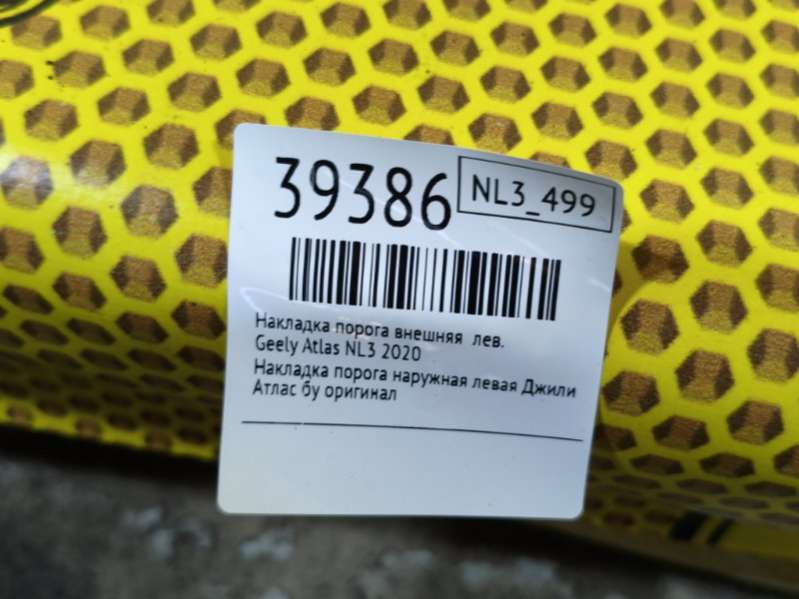 39386
NL3_499
Накладка порога внешняя лев.
Geely Atlas NL3 2020
Накладка порога наружная левая Джили
Атлас бу оригинал